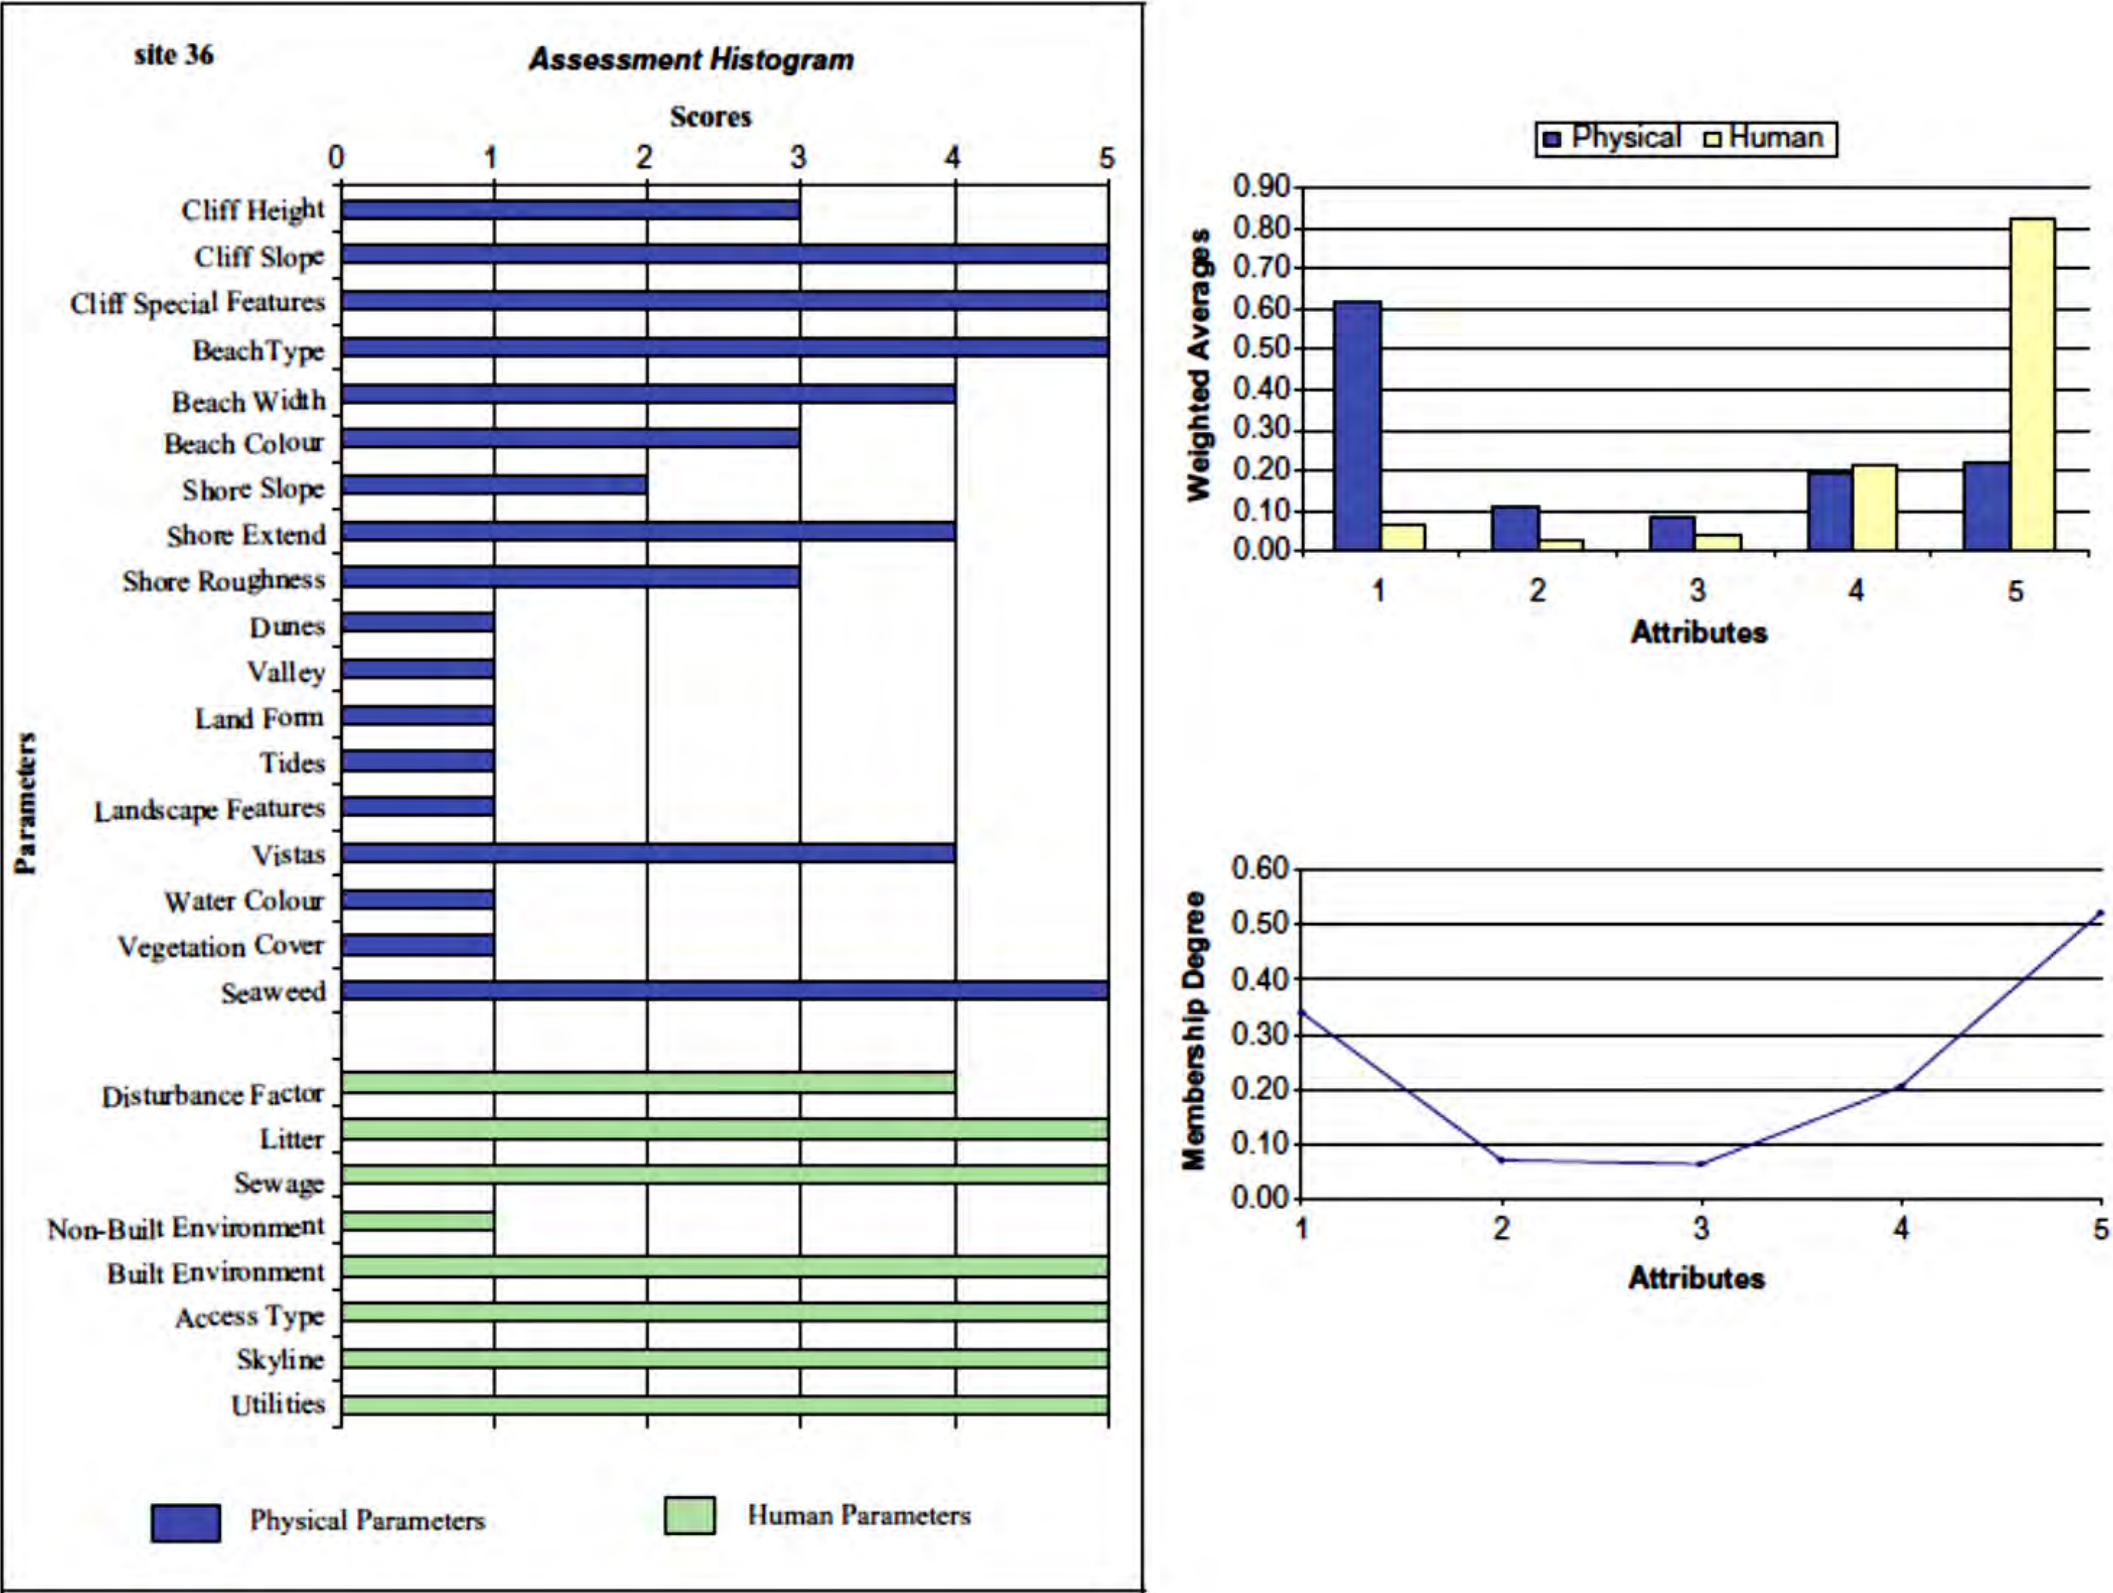 site 36
Assessment Histogram
Scores
0 1 2 3 4 5
Parameters
Cliff Height
Cliff Slope
Cliff Special Features
BeachType
Beach Width
Beach Colour
Shore Slope
Shore Extend
Shore Roughness
Dunes
Valley
Land Form
Tides
Landscape Features
Vistas
Water Colour
Vegetation Cover
Seaweed
Disturbance Factor
Litter
Sewage
Non-Built Environment
Built Environment
Access Type
Skyline
Utilities
Physical Parameters
Human Parameters
Physical Human
Weighted Averages
0.90
0.80
0.70
0.60
0.50
0.40
0.30
0.20
0.10
0.00
1 2 3 4 5
Attributes
Membership Degree
0.60
0.50
0.40
0.30
0.20
0.10
0.00
1 2 3 4 5
Attributes